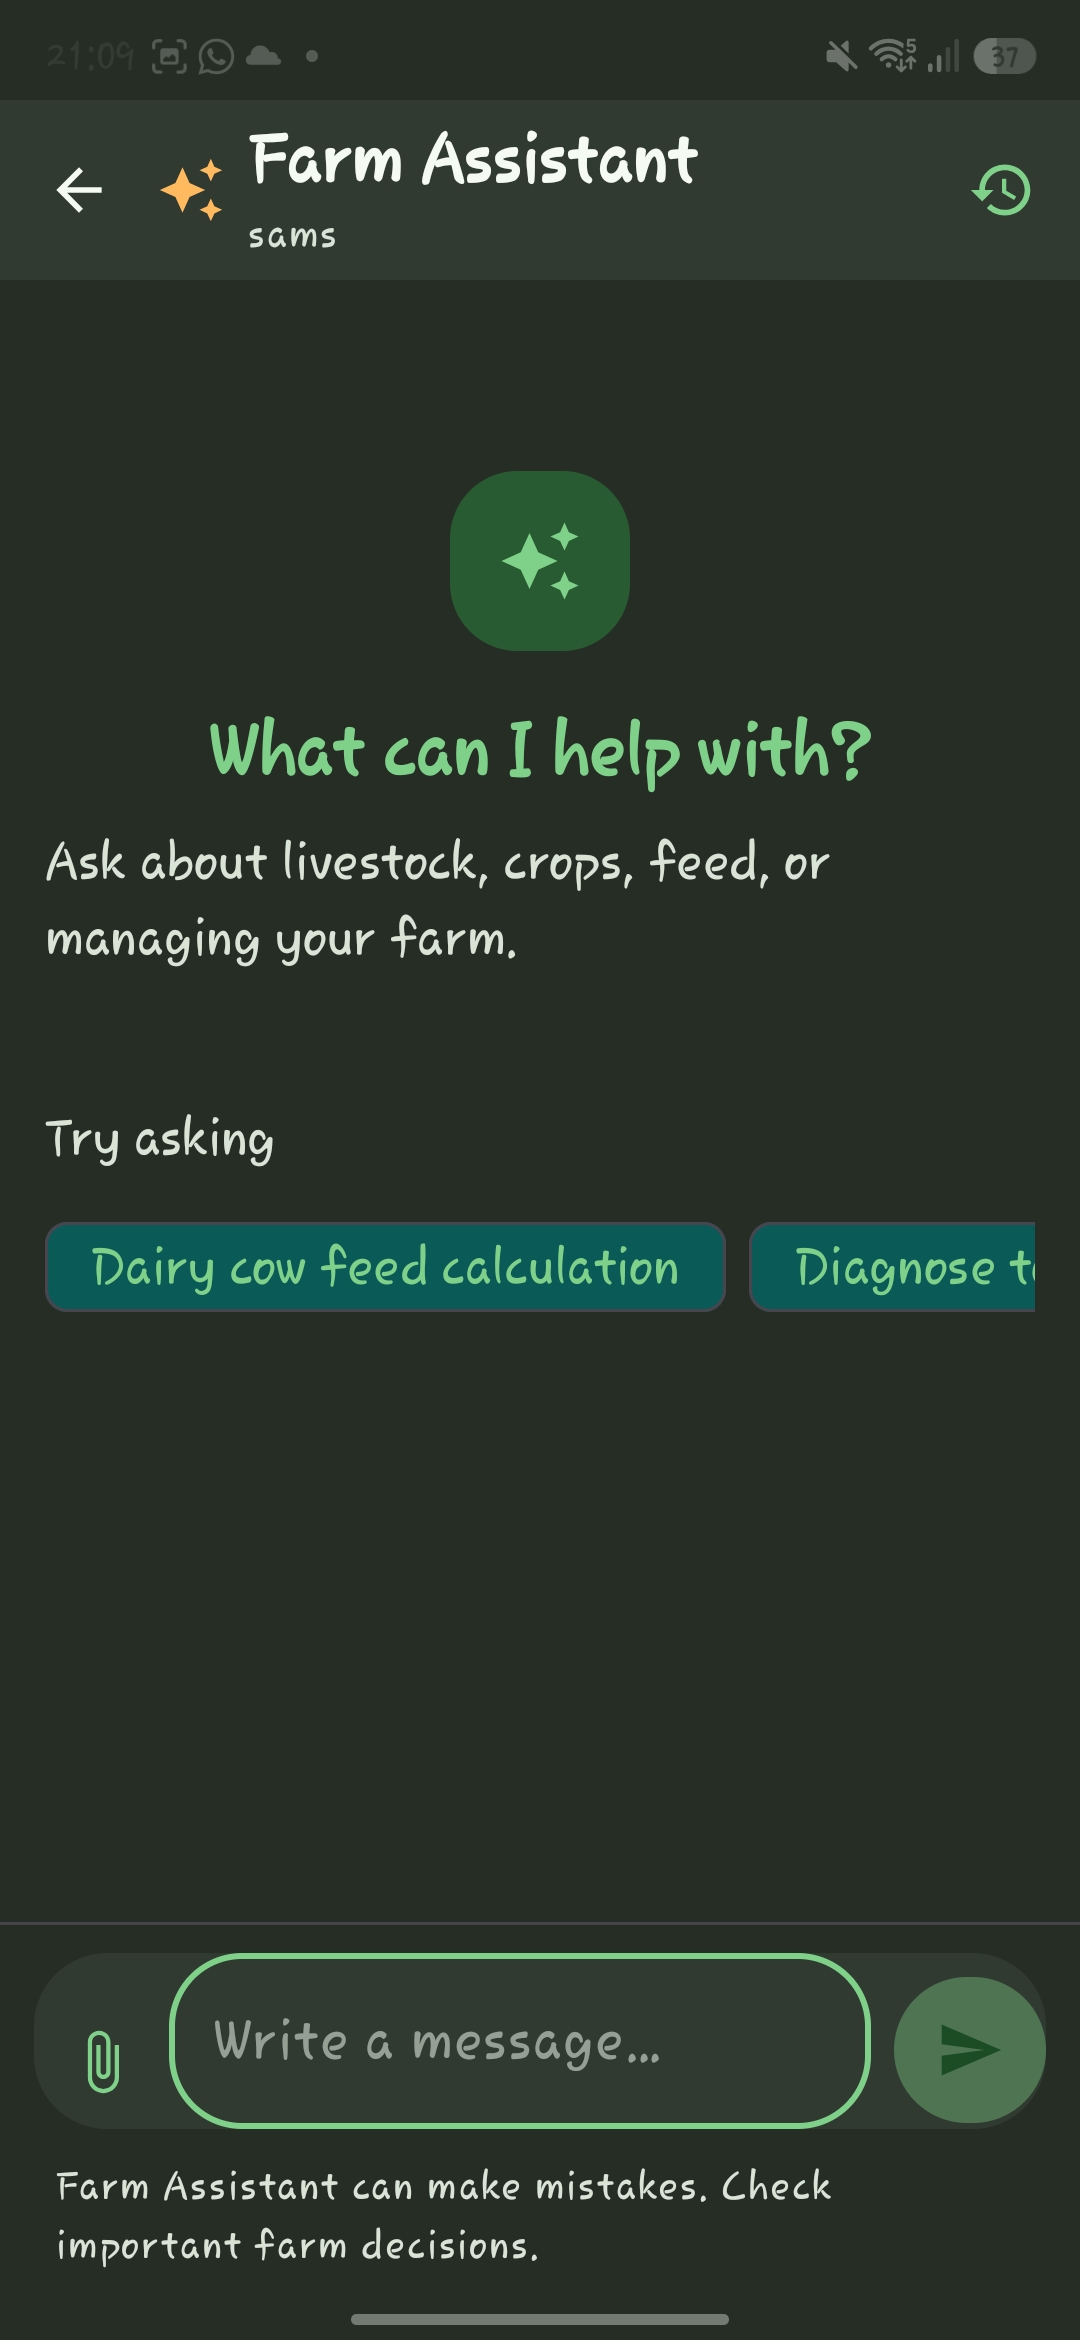 21:09
5
37
Farm Assistant
sams
What can I help with?
Ask about livestock, crops, feed, or
managing your farm.
Try asking
Dairy cow feed calculation
Diagnose
Write a message...
Farm Assistant can make mistakes. Check
important farm decisions.